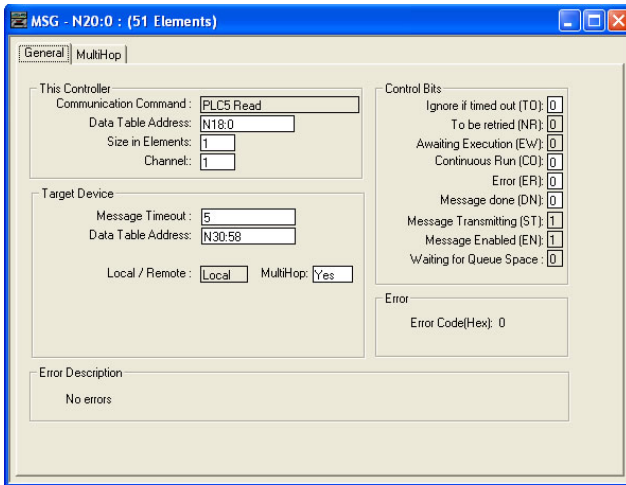 MSG - N20:0 : (51 Elements)
General MultiHop
This Controller
Communication Command : PLC5 Read
Data Table Address: N18:0
Size in Elements: 1
Channel:: 1
Target Device
Message Timeout : 5
Data Table Address: N30:58
Local / Remote : Local MultiHop: Yes
Control Bits
Ignore if timed out (TO): 0
To be retried (NR): 0
Awaiting Execution (EW): 0
Continuous Run (CO): 0
Error (ER): 0
Message done (DN): 0
Message Transmitting (ST): 1
Message Enabled (EN): 1
Waiting for Queue Space : 0
Error
Error Code(Hex): 0
Error Description
No errors